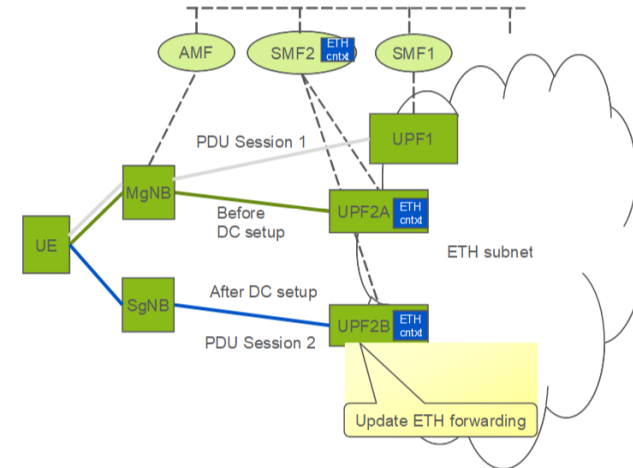 AMF
SMF2
ETH
cntxt
SMF1
PDU Session 1
UPF1
MgNB
UE
Before
DC setup
UPF2A
ETH
cntxt
ETH subnet
SgNB
After DC setup
PDU Session 2
UPF2B
ETH
cntxt
Update ETH forwarding